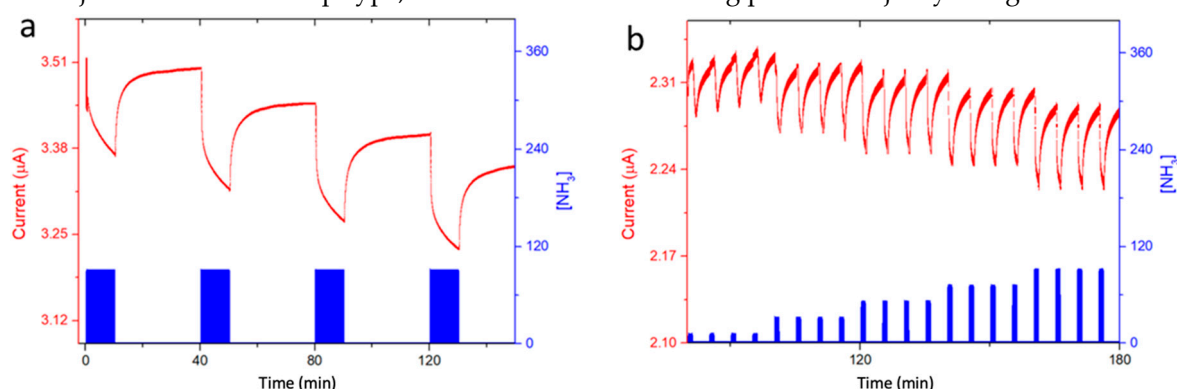 a
3.51
3.38
3.25
3.12
Current (μA)
360
240
120
0
[NH3]
0 40 80 120
Time (min)
b
2.31
2.24
2.17
2.10
Current (μA)
360
240
120
0
[NH3]
120 180
Time (min)